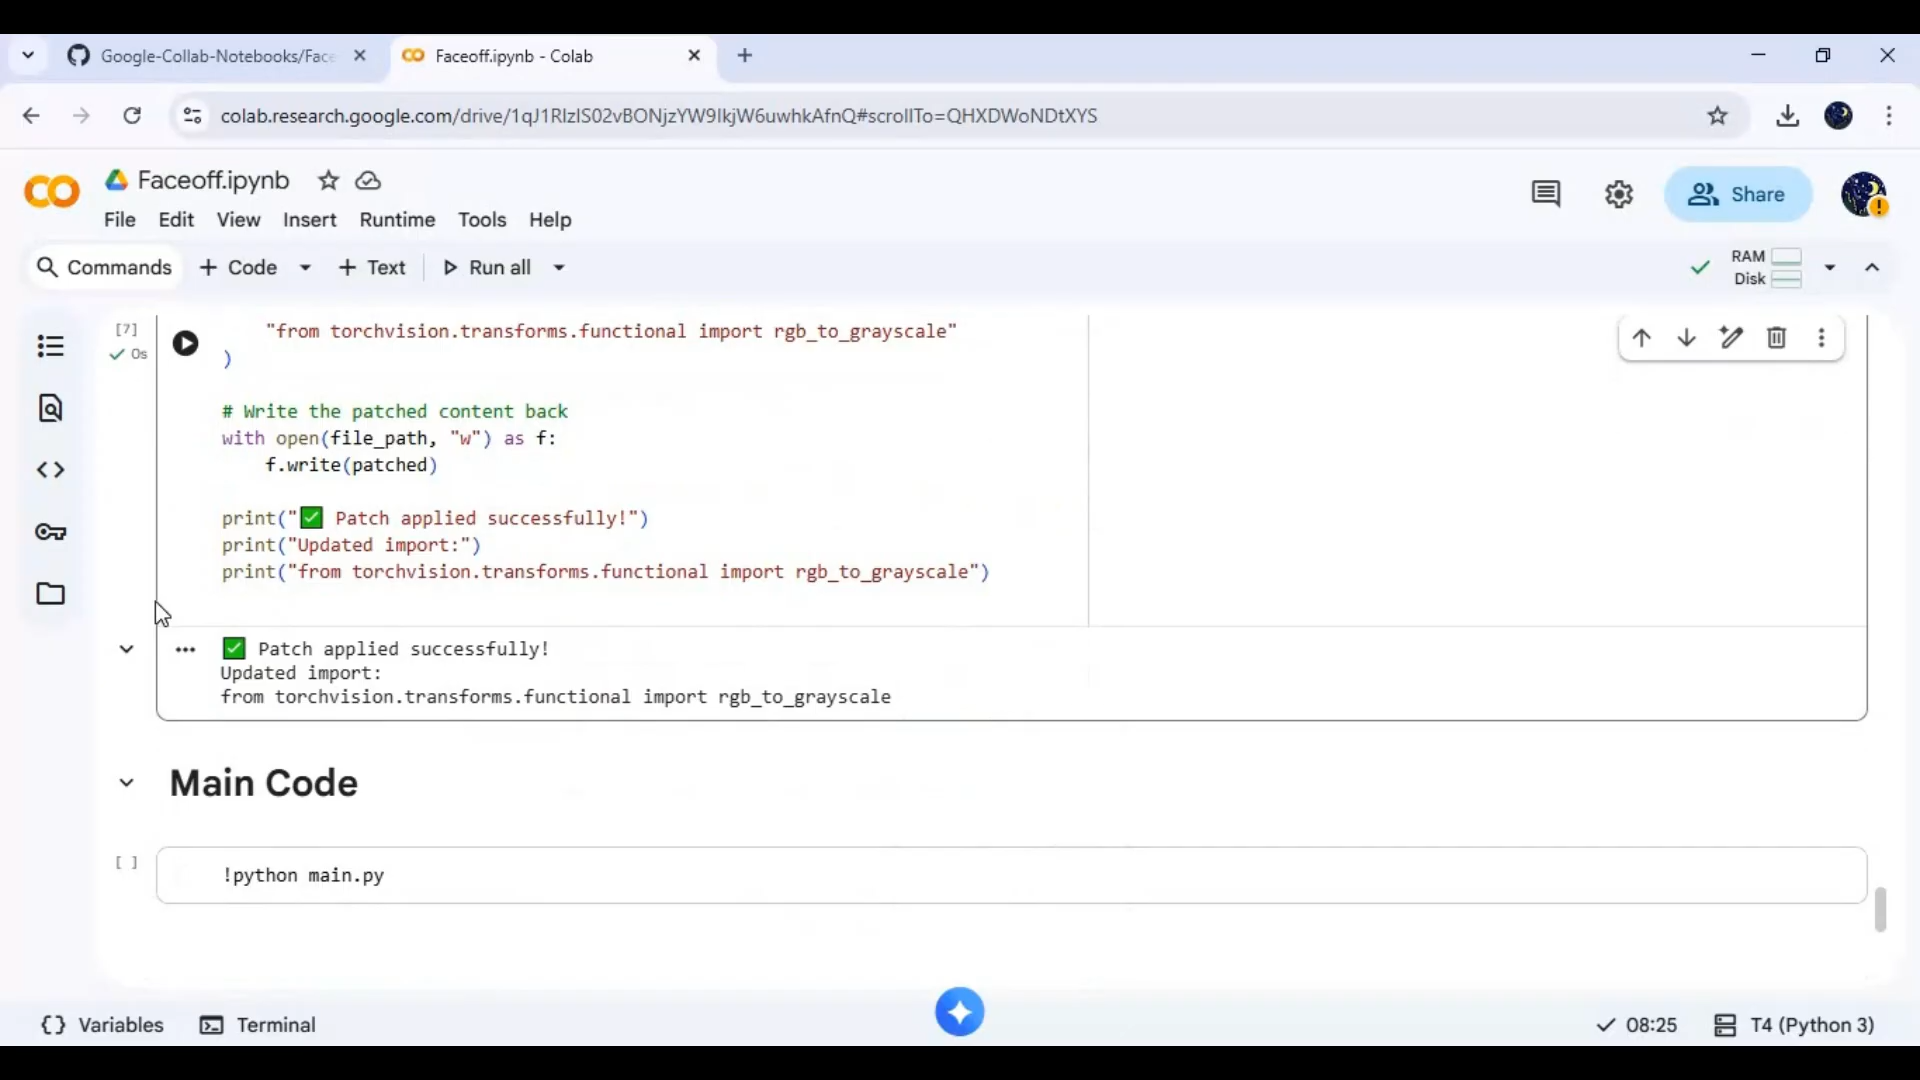 Google-Collab-Notebooks/Face
Faceoff.ipynb - Colab
colab.research.google.com/drive/1qJ1RIzIS02vBONjzYW9IkjW6uwhkAfnQ#scrollTo=QHXDWoNDtXYS
Faceoff.ipynb
File Edit View Insert Runtime Tools Help
Share
Commands + Code + Text Run all
RAM
Disk
[7]
0s
"from torchvision.transforms.functional import rgb_to_grayscale"
)
# Write the patched content back
with open(file_path, "w") as f:
f.write(patched)
print("✅ Patch applied successfully!")
print("Updated import:")
print("from torchvision.transforms.functional import rgb_to_grayscale")
✅ Patch applied successfully!
Updated import:
from torchvision.transforms.functional import rgb_to_grayscale
Main Code
[ ]
!python main.py
Variables Terminal
08:25 T4 (Python 3)